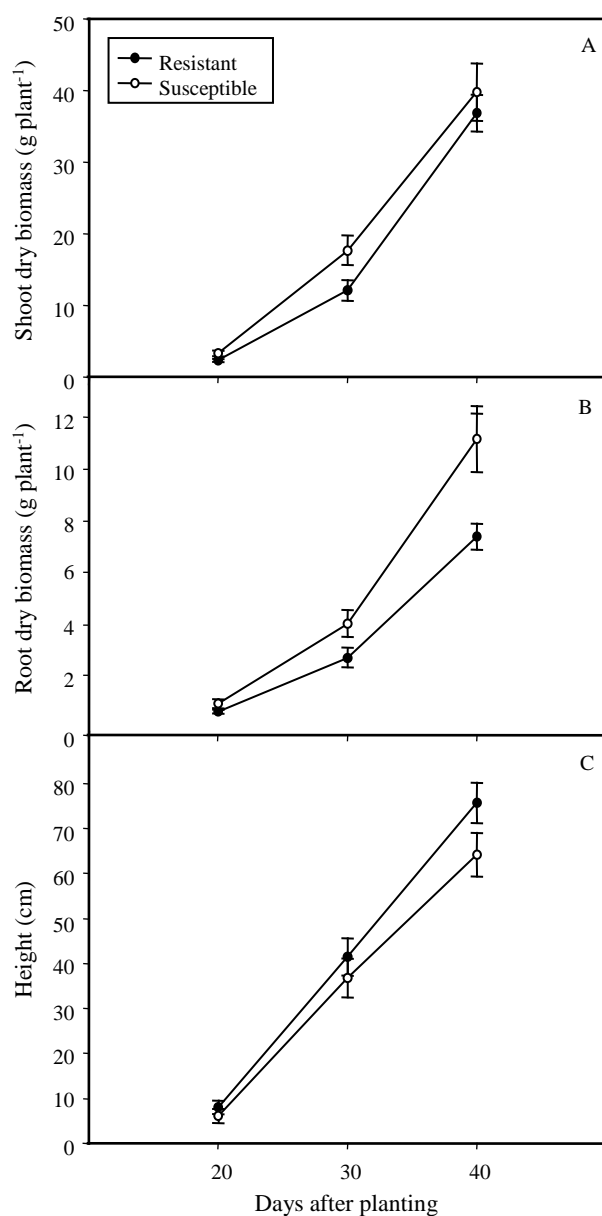 50
A
Resistant
Susceptible
40
30
20
10
0
Shoot dry biomass (g plant⁻¹)
12
B
10
8
6
4
2
0
Root dry biomass (g plant⁻¹)
80
C
70
60
50
40
30
20
10
0
Height (cm)
20 30 40
Days after planting